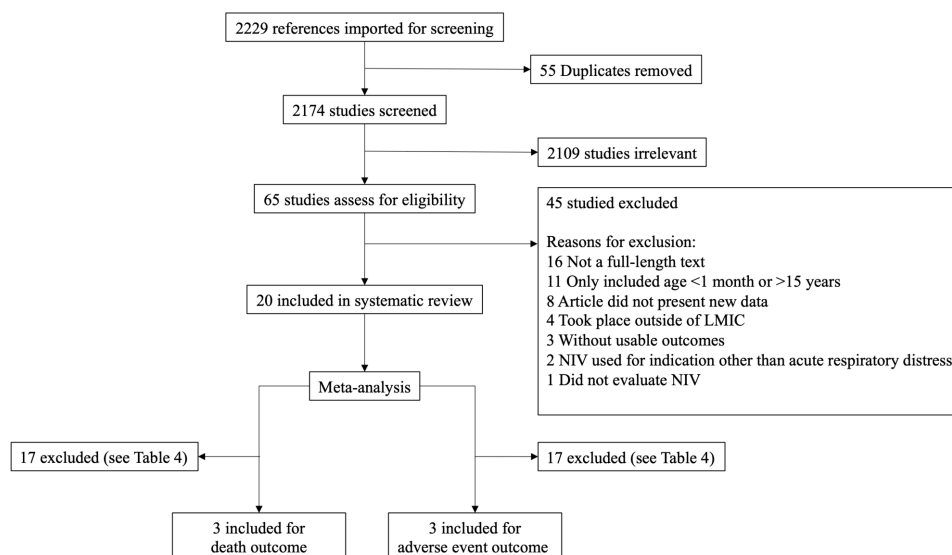 2229 references imported for screening
55 Duplicates removed
2174 studies screened
2109 studies irrelevant
65 studies assess for eligibility
45 studied excluded
Reasons for exclusion:
16 Not a full-length text
11 Only included age <1 month or >15 years
8 Article did not present new data
4 Took place outside of LMIC
3 Without usable outcomes
2 NIV used for indication other than acute respiratory distress
1 Did not evaluate NIV
20 included in systematic review
Meta-analysis
17 excluded (see Table 4)
17 excluded (see Table 4)
3 included for
death outcome
3 included for
adverse event outcome